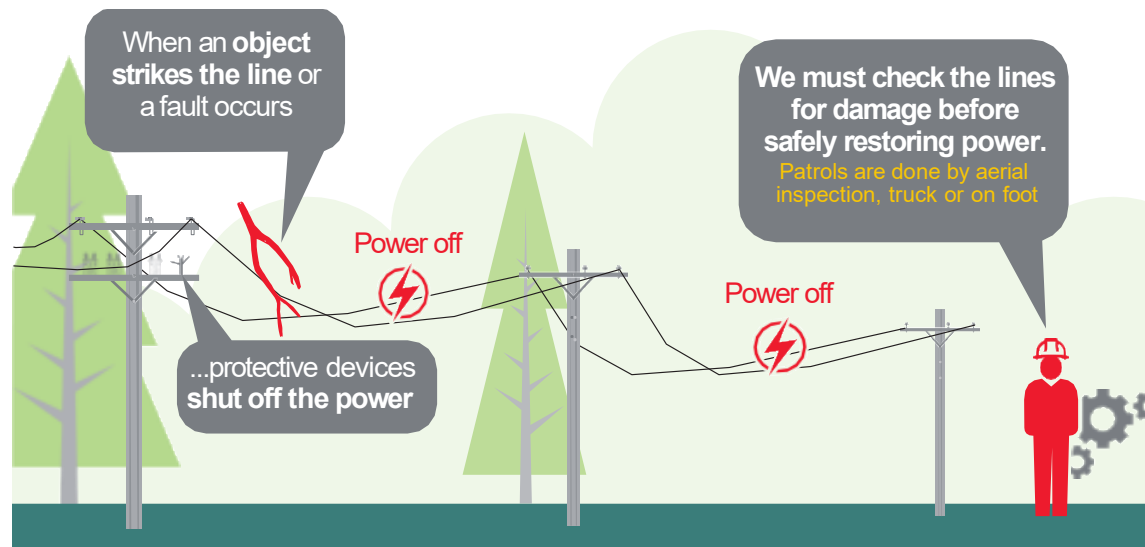 When an object
strikes the line or
a fault occurs
...protective devices
shut off the power
Power off
Power off
We must check the lines
for damage before
safely restoring power.
Patrols are done by aerial
inspection, truck or on foot